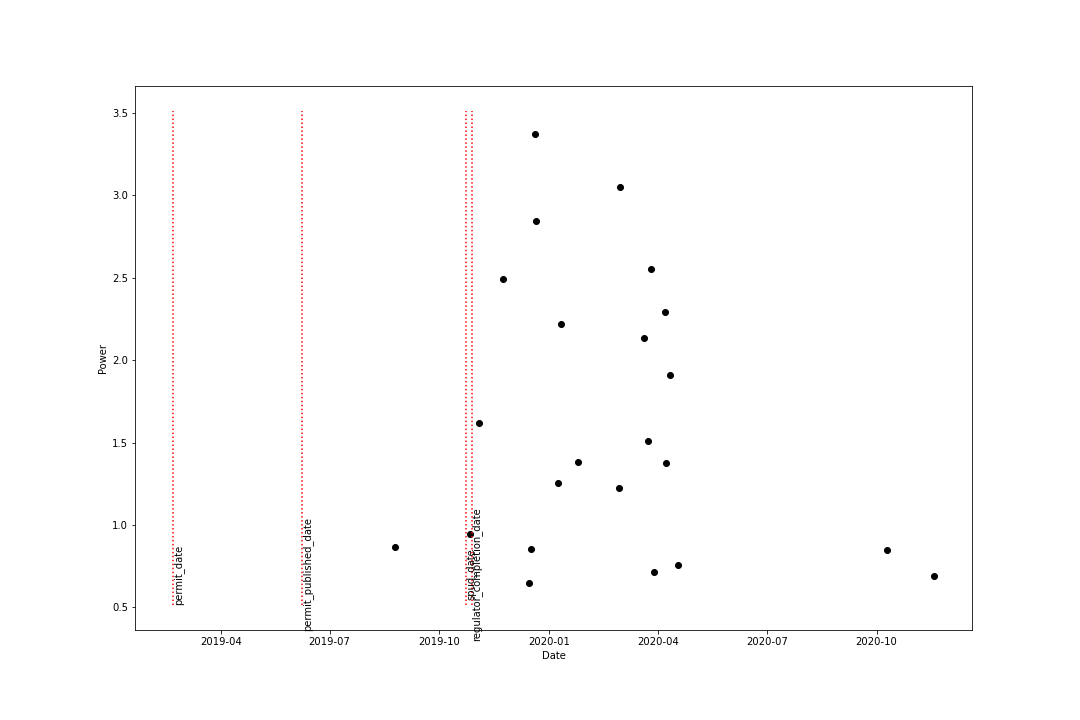 3.5
3.0
2.5
2.0
1.5
1.0
0.5
Power
permit_date
permit_published_date
spud_date
regulator_completion_date
2019-04
2019-07
2019-10
2020-01
2020-04
2020-07
2020-10
Date